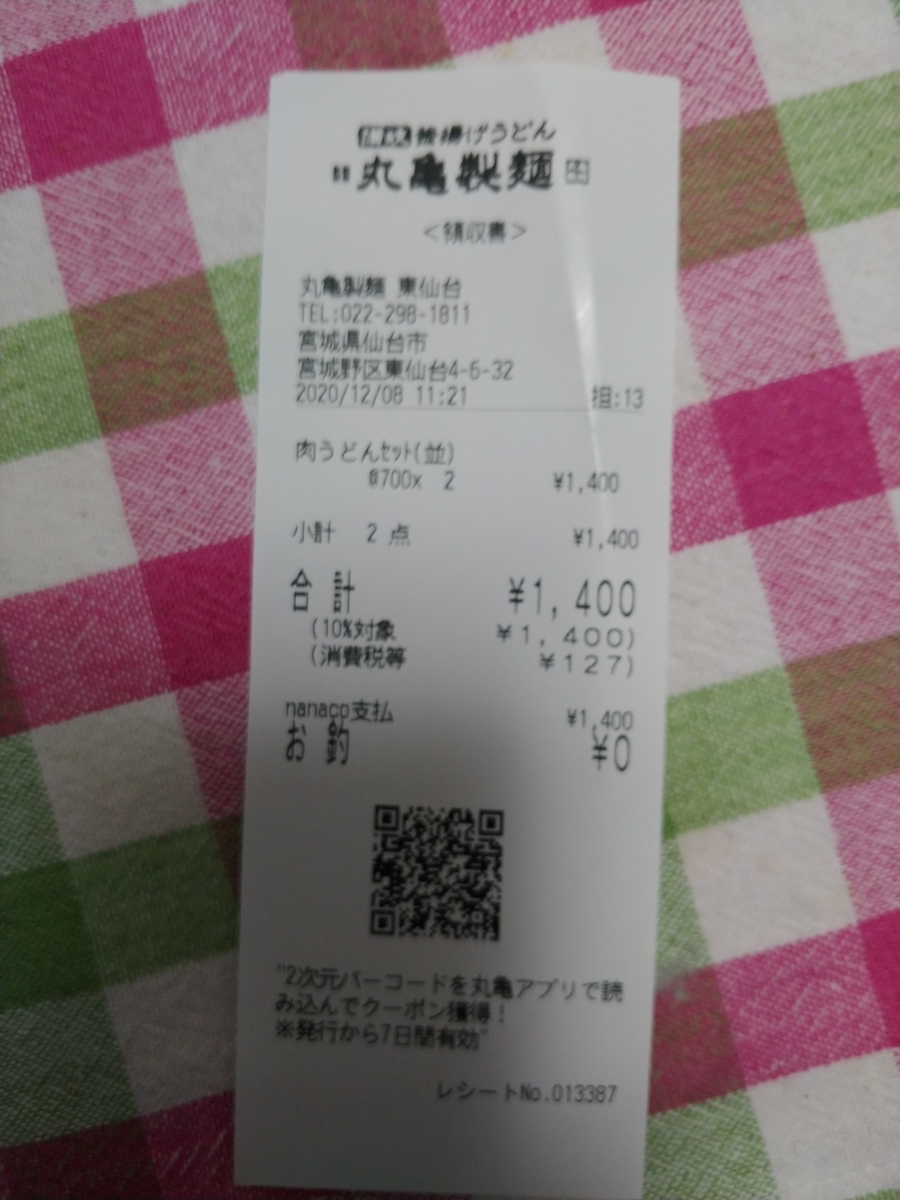 釜揚げうどん
丸亀製麺
<領収書>
丸亀製麺 東仙台
TEL:022-298-1811
宮城県仙台市
宮城野区東仙台4-6-32
2020/12/08 11:21 担:13
肉うどんｾｯﾄ(並)
@700x 2 ¥1,400
小計 2 点 ¥1,400
合計 ¥1,400
(10%対象 ¥1,400)
(消費税等 ¥127)
nanaco支払 ¥1,400
お釣 ¥0
"2次元バーコードを丸亀アプリで読
み込んでクーポン獲得!
※発行から7日間有効"
レシートNo.013387